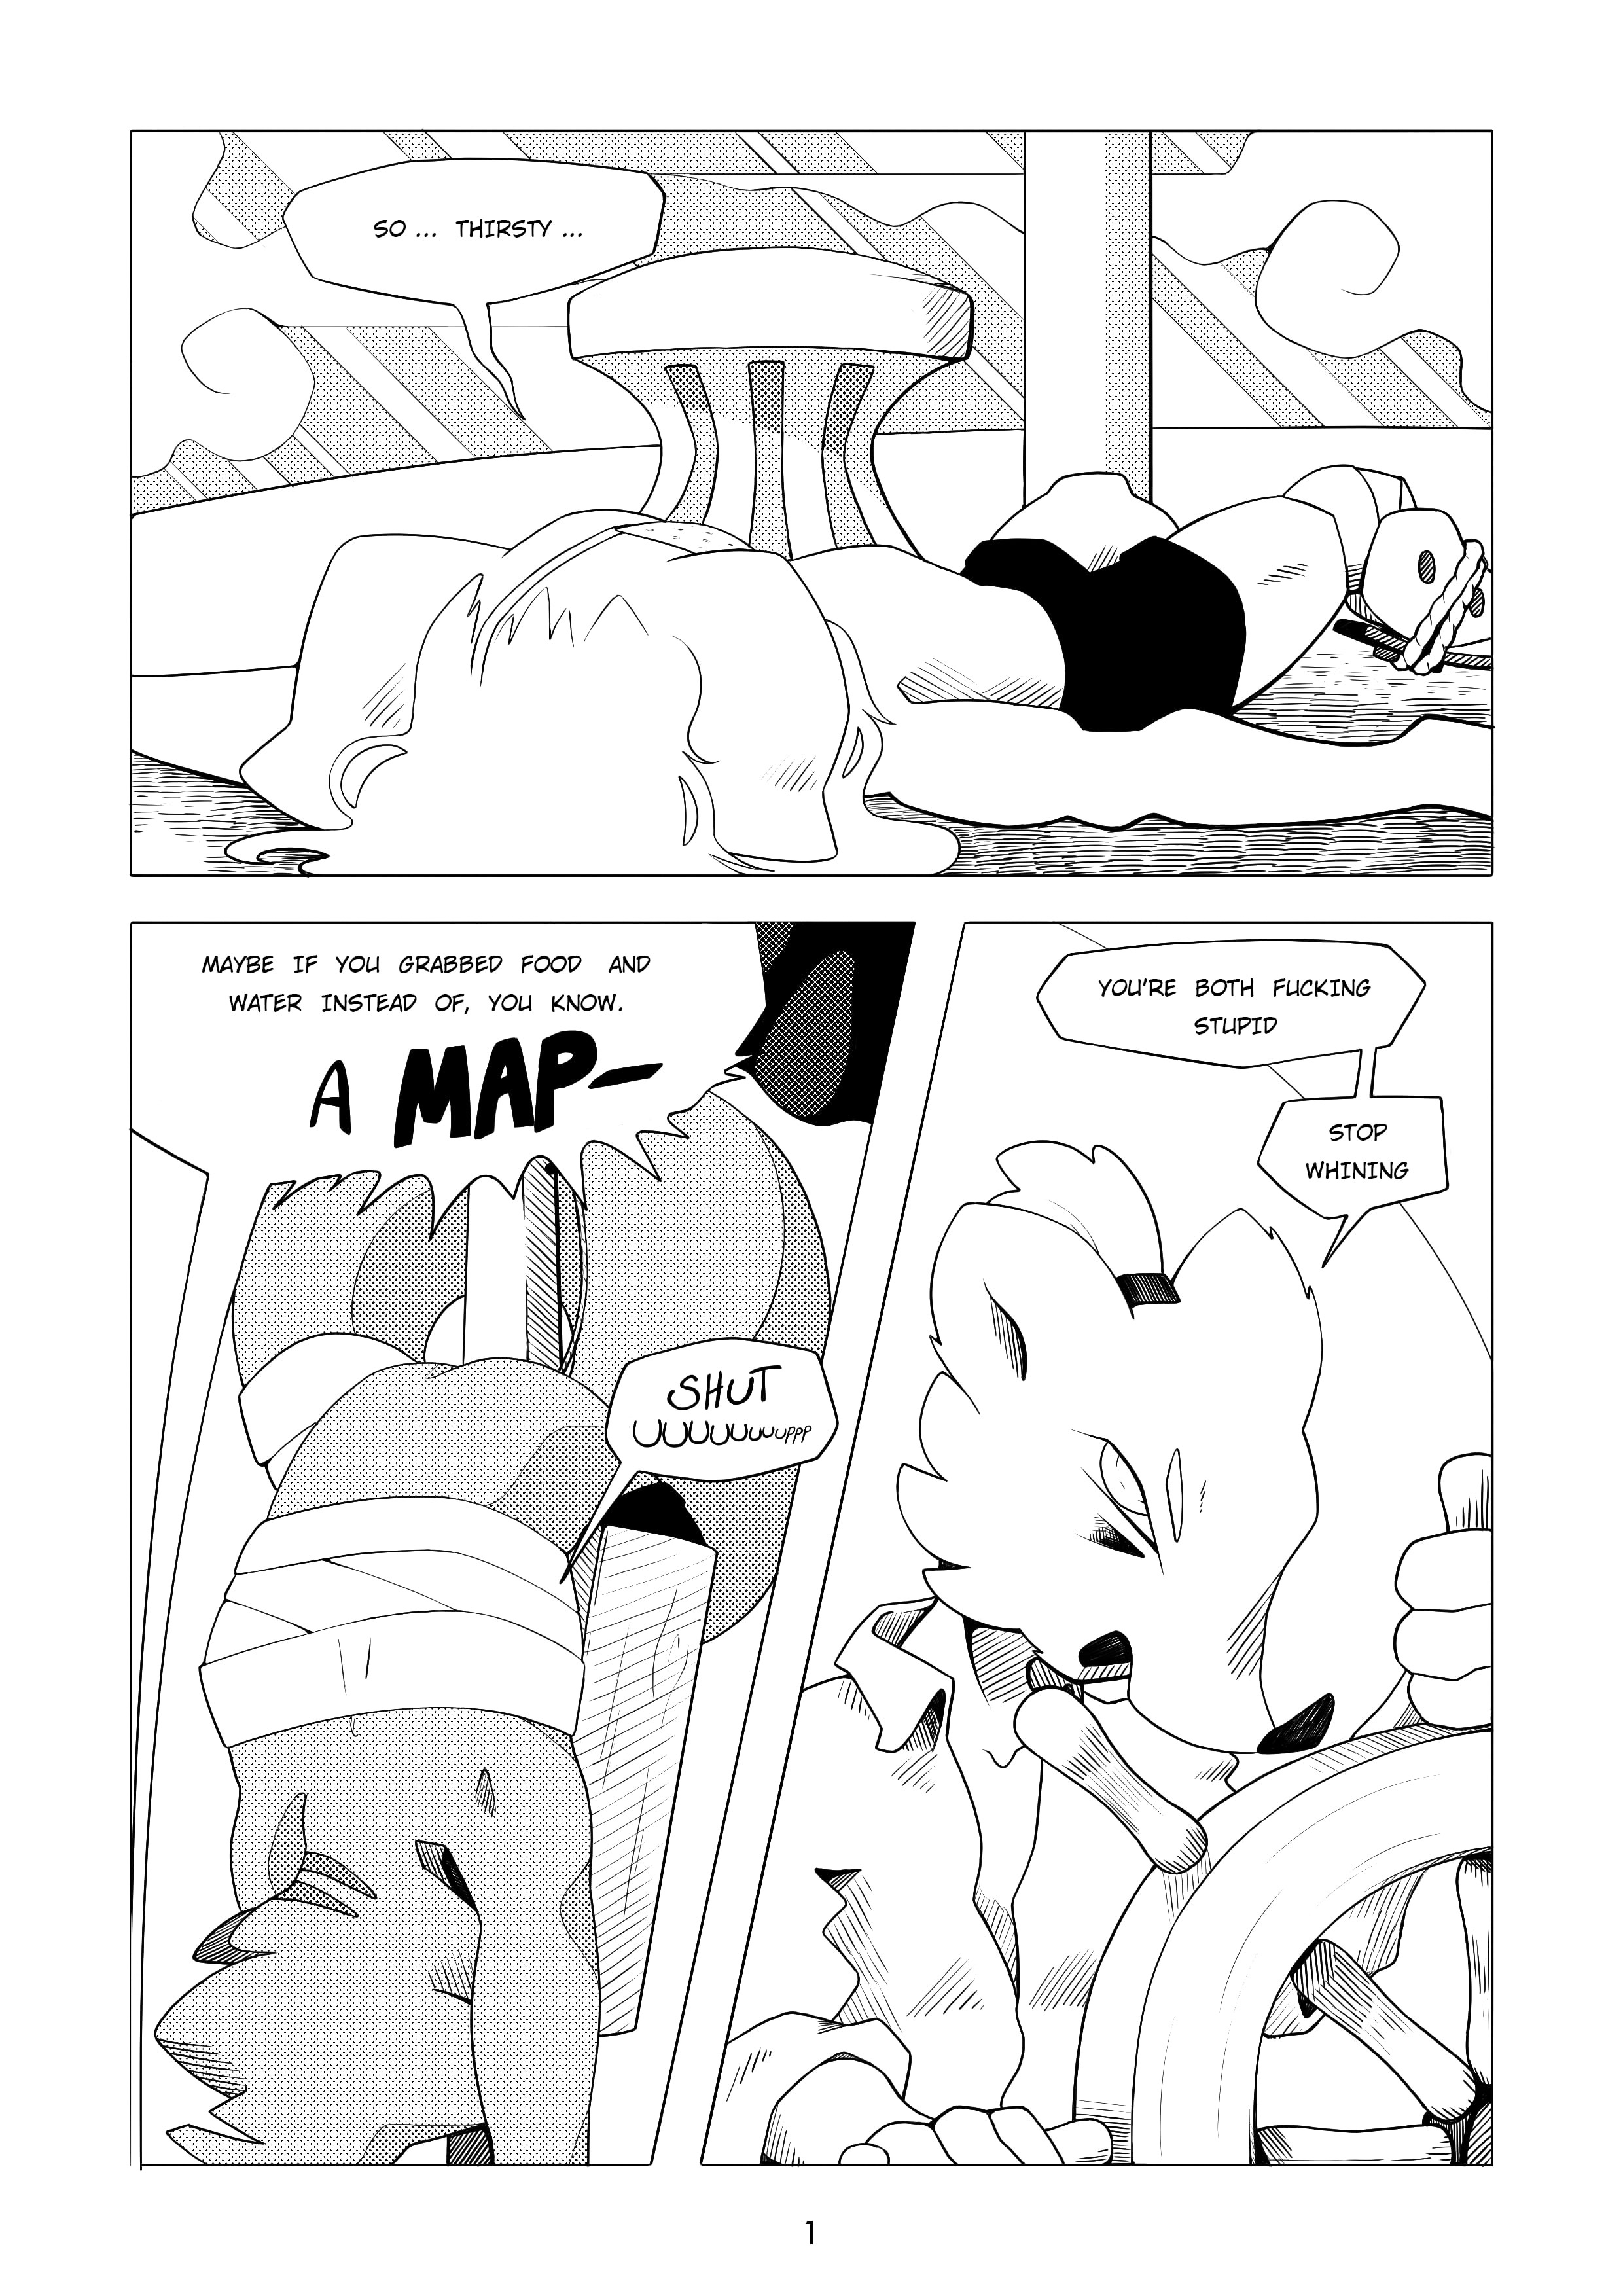 SO ... THIRSTY ...
MAYBE IF YOU GRABBED FOOD AND
WATER INSTEAD OF, YOU KNOW.
A MAP—
SHUT
UUUUUUUUPPP
YOU'RE BOTH FUCKING
STUPID
STOP
WHINING
1